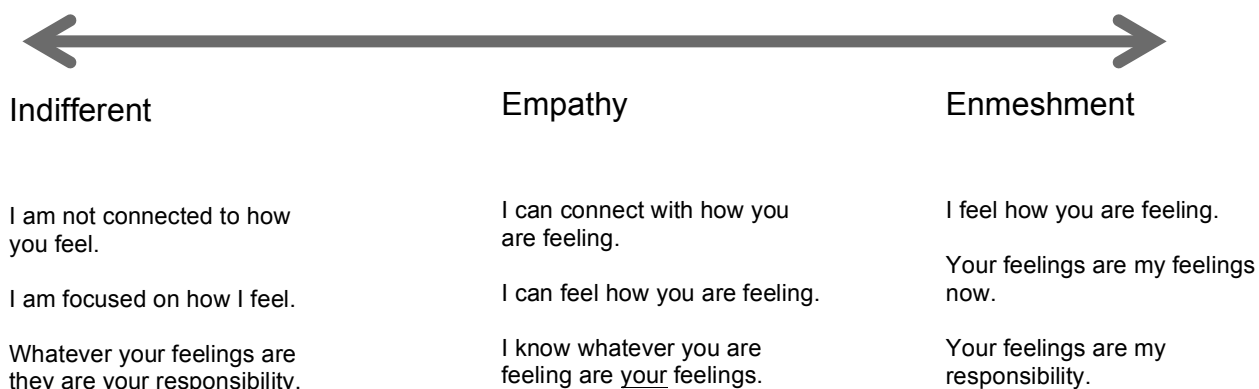 Indifferent
Empathy
Enmeshment
I am not connected to how
you feel.
I am focused on how I feel.
Whatever your feelings are
they are your responsibility.
I can connect with how you
are feeling.
I can feel how you are feeling.
I know whatever you are
feeling are your feelings.
I feel how you are feeling.
Your feelings are my feelings
now.
Your feelings are my
responsibility.